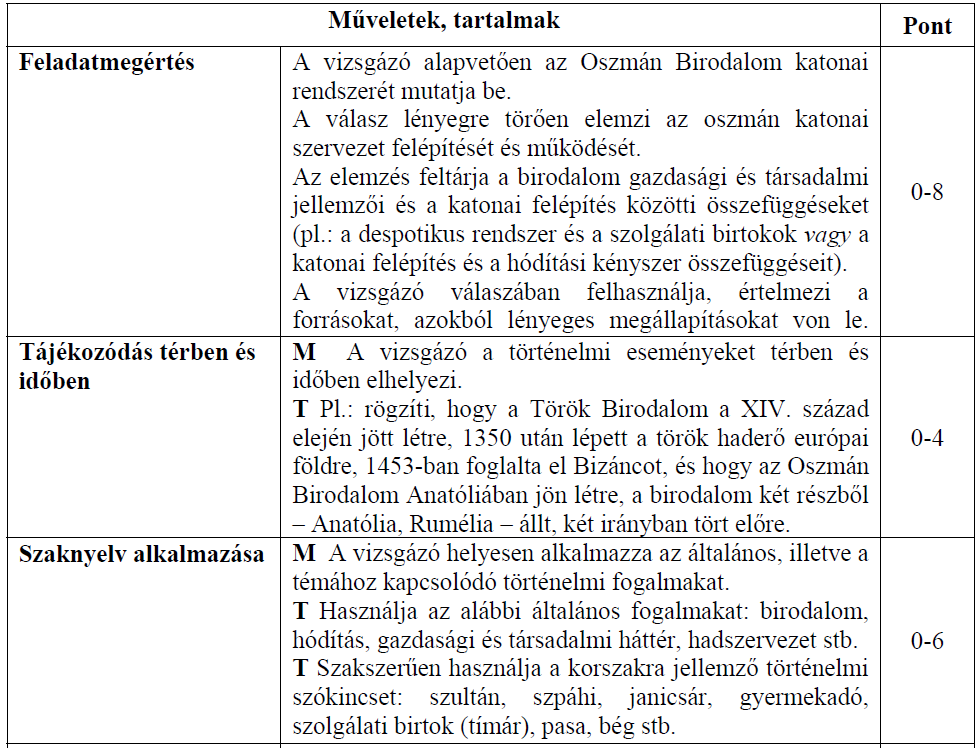 Műveletek, tartalmak
Pont
Feladatmegértés
A vizsgázó alapvetően az Oszmán Birodalom katonai
rendszerét mutatja be.
A válasz lényegre törően elemzi az oszmán katonai
szervezet felépítését és működését.
Az elemzés feltárja a birodalom gazdasági és társadalmi
jellemzői és a katonai felépítés közötti összefüggéseket
(pl.: a despotikus rendszer és a szolgálati birtokok vagy a
katonai felépítés és a hódítási kényszer összefüggéseit).
A vizsgázó válaszában felhasználja, értelmezi a
forrásokat, azokból lényeges megállapításokat von le.
0-8
Tájékozódás térben és
időben
M A vizsgázó a történelmi eseményeket térben és
időben elhelyezi.
T Pl.: rögzíti, hogy a Török Birodalom a XIV. század
elején jött létre, 1350 után lépett a török haderő európai
földre, 1453-ban foglalta el Bizáncot, és hogy az Oszmán
Birodalom Anatóliában jön létre, a birodalom két részből
– Anatólia, Rumélia – állt, két irányban tört előre.
0-4
Szaknyelv alkalmazása
M A vizsgázó helyesen alkalmazza az általános, illetve a
témához kapcsolódó történelmi fogalmakat.
T Használja az alábbi általános fogalmakat: birodalom,
hódítás, gazdasági és társadalmi háttér, hadszervezet stb.
T Szakszerűen használja a korszakra jellemző történelmi
szókincset: szultán, szpáhi, janicsár, gyermekadó,
szolgálati birtok (tímár), pasa, bég stb.
0-6